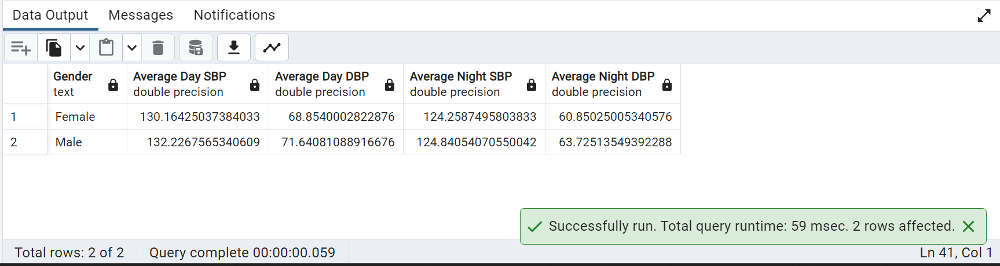 Data Output Messages Notifications
Gender Average Day SBP Average Day DBP Average Night SBP Average Night DBP
text double precision double precision double precision double precision
1 Female 130.16425037384033 68.8540002822876 124.2587495803833 60.85025005340576
2 Male 132.2267565340609 71.64081088916676 124.84054070550042 63.72513549392288
Successfully run. Total query runtime: 59 msec. 2 rows affected.
Total rows: 2 of 2 Query complete 00:00:00.059 Ln 41, Col 1